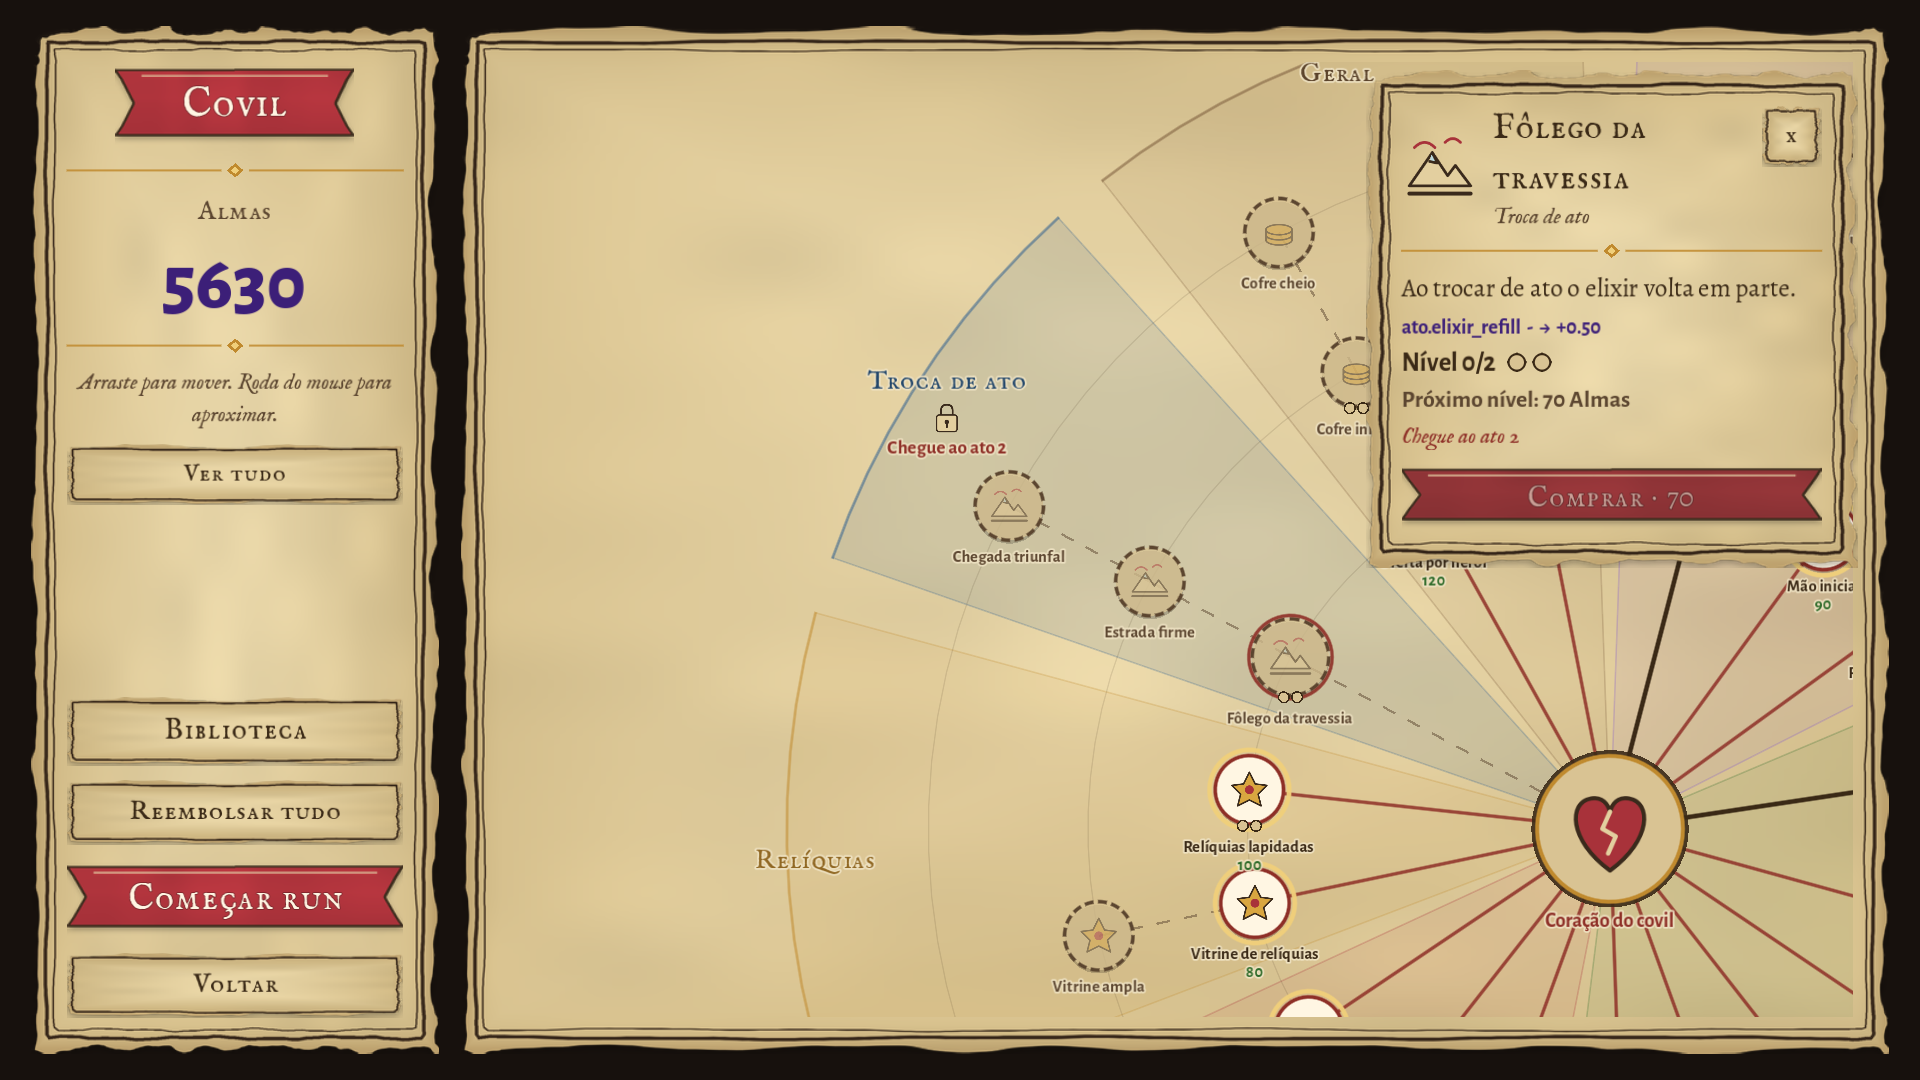 Covil
Almas
5630
Arraste para mover. Roda do mouse para
aproximar.
Ver tudo
Biblioteca
Reembolsar tudo
Começar run
Voltar
Geral
Cofre cheio
Troca de ato
Chegue ao ato 2
Chegada triunfal
Estrada firme
Fôlego da travessia
Relíquias lapidadas
100
Relíquias
Vitrine de relíquias
80
Vitrine ampla
Coração do covil
Fôlego da
travessia
x
Troca de ato
Ao trocar de ato o elixir volta em parte.
ato.elixir_refill - → +0.50
Nível 0/2
Próximo nível: 70 Almas
Chegue ao ato 2
Comprar · 70
Cofre in
por herói
120
Mão inicia
90